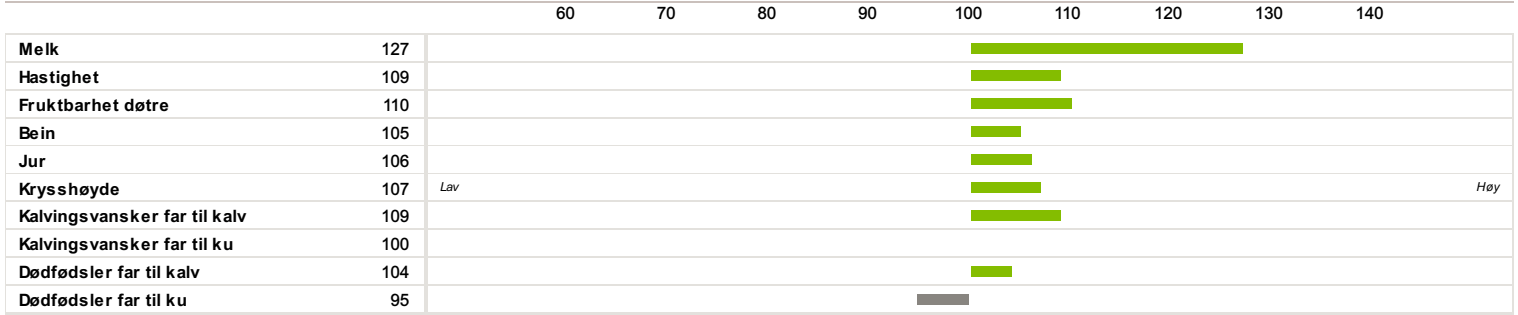 60 70 80 90 100 110 120 130 140
Melk 127
Hastighet 109
Fruktbarhet døtre 110
Bein 105
Jur 106
Krysshøyde 107 Lav Høy
Kalvingsvansker far til kalv 109
Kalvingsvansker far til ku 100
Dødfødsler far til kalv 104
Dødfødsler far til ku 95